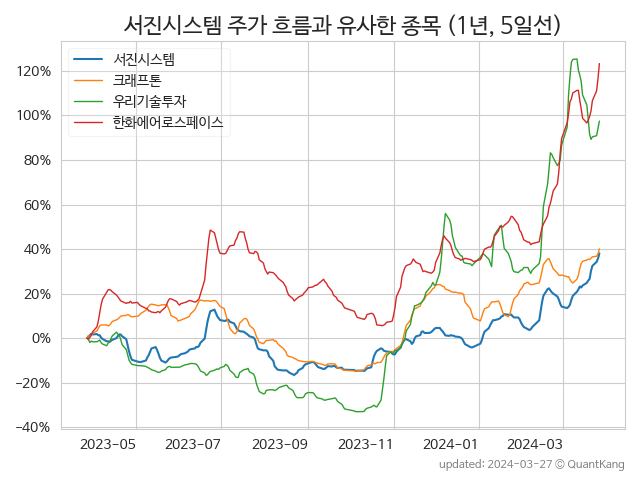 서진시스템 주가 흐름과 유사한 종목 (1년, 5일선)
서진시스템
크래프톤
우리기술투자
한화에어로스페이스
120%
100%
80%
60%
40%
20%
0%
−20%
−40%
2023-05 2023-07 2023-09 2023-11 2024-01 2024-03
updated: 2024-03-27 © QuantKang